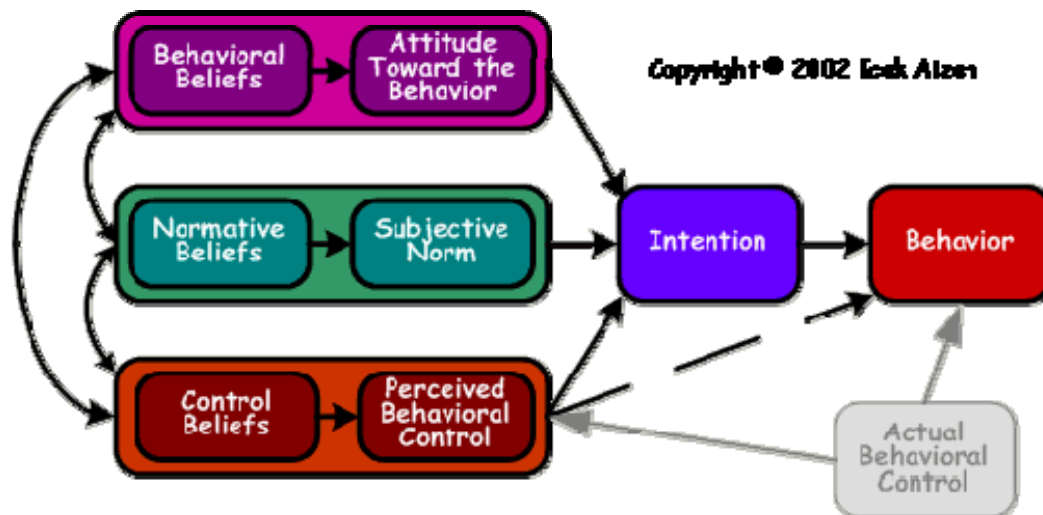 Behavioral
Beliefs
Attitude
Toward the
Behavior
Copyright © 2002 Icek Aizen
Normative
Beliefs
Subjective
Norm
Intention
Behavior
Control
Beliefs
Perceived
Behavioral
Control
Actual
Behavioral
Control